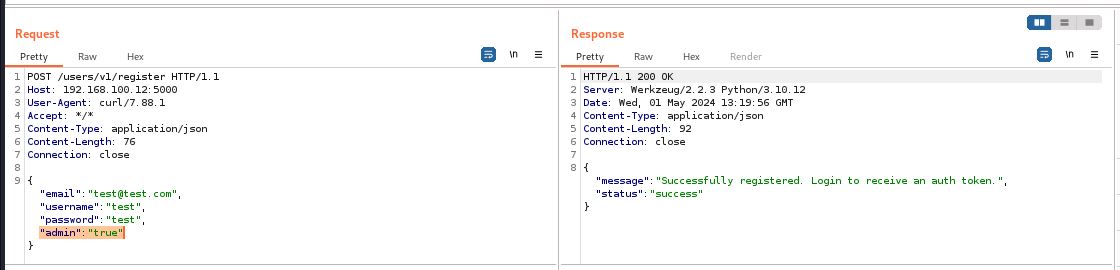 Request
Pretty Raw Hex
\n
1 POST /users/v1/register HTTP/1.1
2 Host: 192.168.100.12:5000
3 User-Agent: curl/7.88.1
4 Accept: */*
5 Content-Type: application/json
6 Content-Length: 76
7 Connection: close
8
9 {
"email":"test@test.com",
"username":"test",
"password":"test",
"admin":"true"
}
Response
Pretty Raw Hex Render
\n
1 HTTP/1.1 200 OK
2 Server: Werkzeug/2.2.3 Python/3.10.12
3 Date: Wed, 01 May 2024 13:19:56 GMT
4 Content-Type: application/json
5 Content-Length: 92
6 Connection: close
7
8 {
"message":"Successfully registered. Login to receive an auth token.",
"status":"success"
}